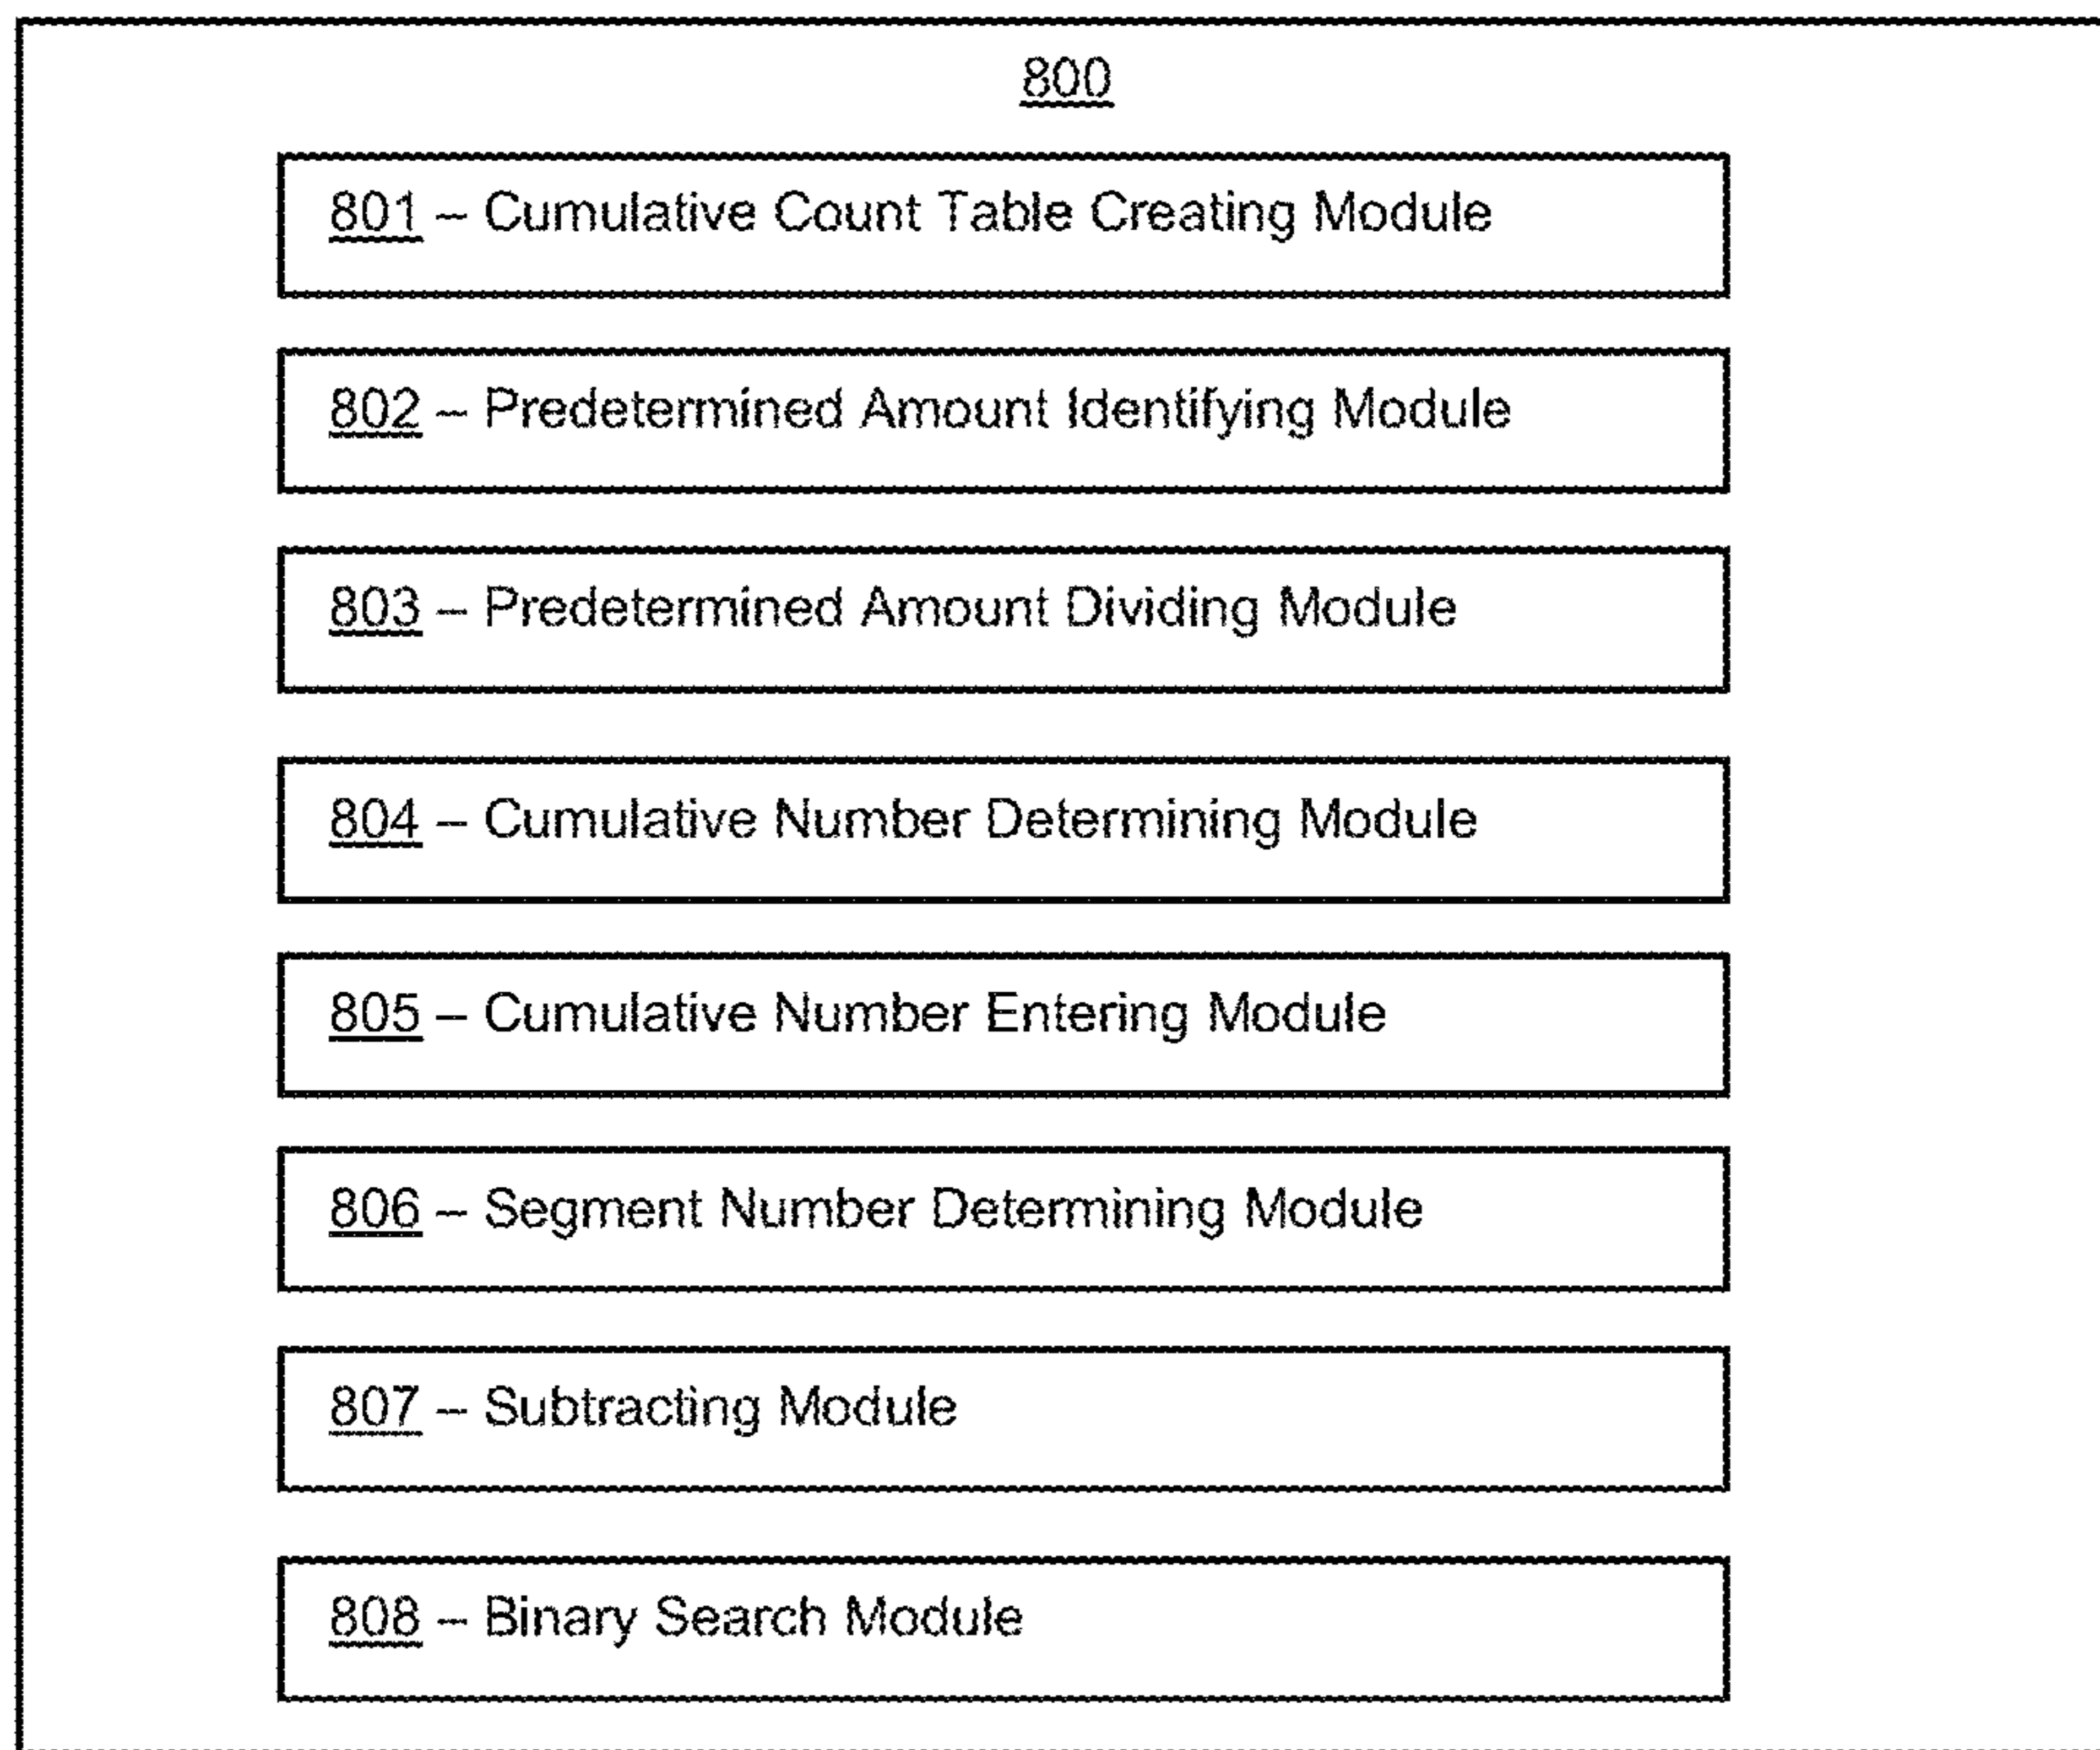 800
801 – Cumulative Count Table Creating Module
802 – Predetermined Amount Identifying Module
803 – Predetermined Amount Dividing Module
804 – Cumulative Number Determining Module
805 – Cumulative Number Entering Module
806 – Segment Number Determining Module
807 – Subtracting Module
808 – Binary Search Module